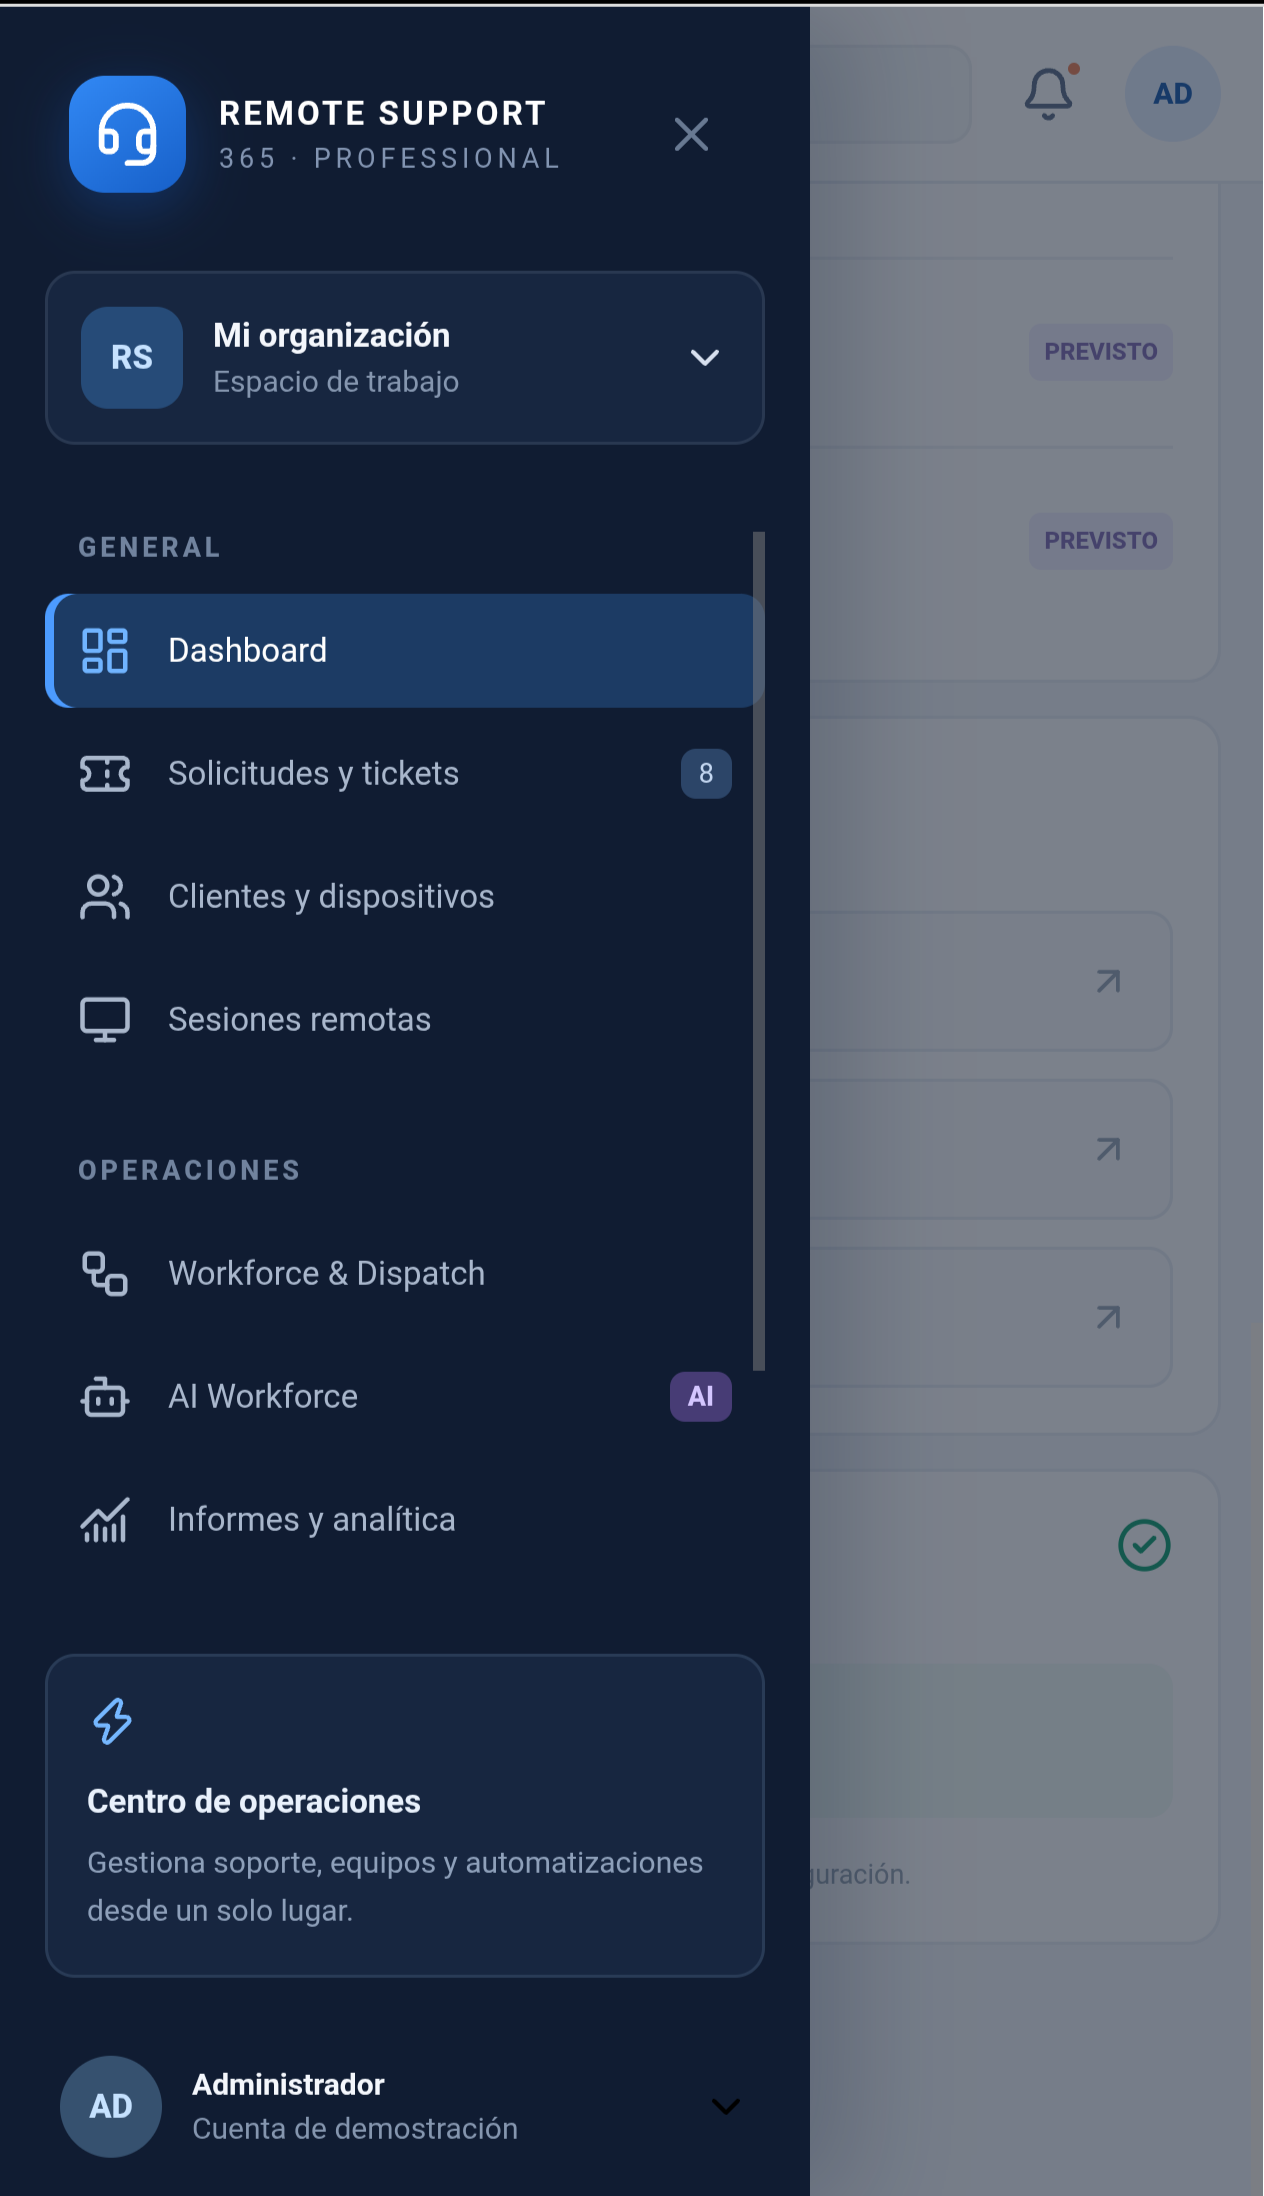 REMOTE SUPPORT
365 · PROFESSIONAL
AD
RS
Mi organización
Espacio de trabajo
PREVISTO
PREVISTO
GENERAL
Dashboard
Solicitudes y tickets
8
Clientes y dispositivos
Sesiones remotas
OPERACIONES
Workforce & Dispatch
AI Workforce
AI
Informes y analítica
Centro de operaciones
Gestiona soporte, equipos y automatizaciones
desde un solo lugar.
guración.
AD
Administrador
Cuenta de demostración